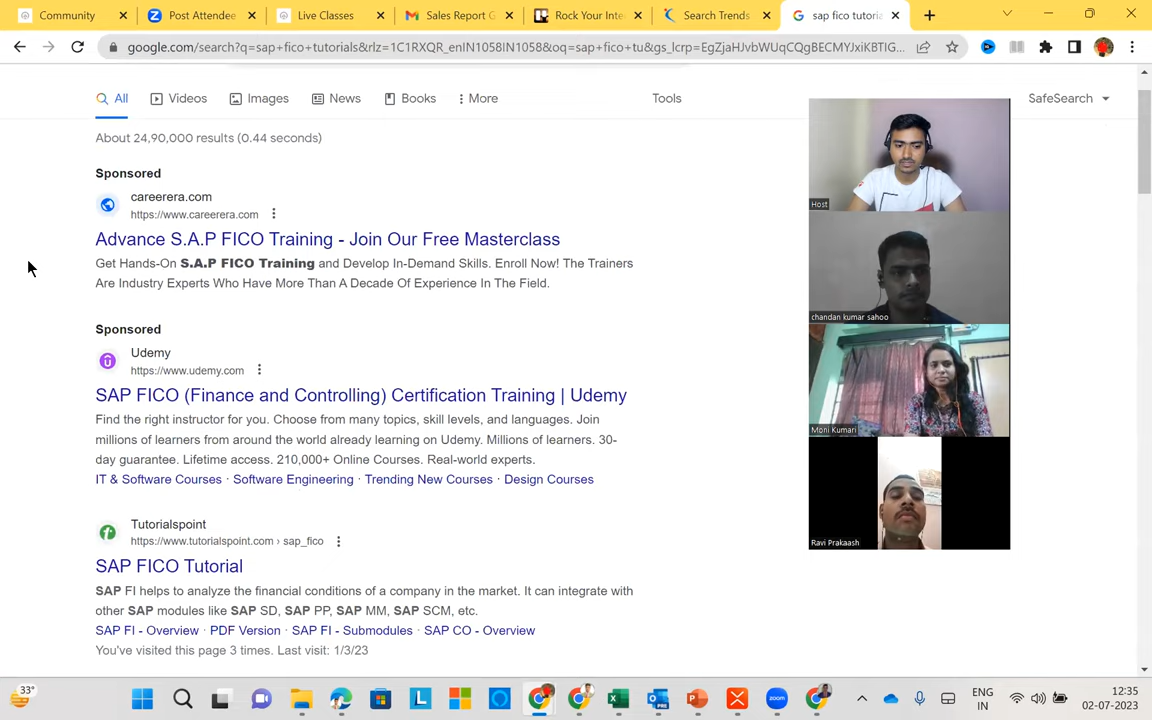 Community
Post Attendee
Live Classes
Sales Report G
Rock Your Inte
Search Trends
sap fico tutoria
google.com/search?q=sap+fico+tutorials&rlz=1C1RXQR_enIN1058IN1058&oq=sap+fico+tu&gs_lcrp=EgZjaHJvbWUqCQgBECMYJxiKBTIG...
All
Videos
Images
News
Books
More
Tools
SafeSearch
About 24,90,000 results (0.44 seconds)
Sponsored
careerera.com
https://www.careerera.com
Advance S.A.P FICO Training - Join Our Free Masterclass
Get Hands-On S.A.P FICO Training and Develop In-Demand Skills. Enroll Now! The Trainers
Are Industry Experts Who Have More Than A Decade Of Experience In The Field.
Sponsored
Udemy
https://www.udemy.com
SAP FICO (Finance and Controlling) Certification Training | Udemy
Find the right instructor for you. Choose from many topics, skill levels, and languages. Join
millions of learners from around the world already learning on Udemy. Millions of learners. 30-
day guarantee. Lifetime access. 210,000+ Online Courses. Real-world experts.
IT & Software Courses · Software Engineering · Trending New Courses · Design Courses
Tutorialspoint
https://www.tutorialspoint.com › sap_fico
SAP FICO Tutorial
SAP FI helps to analyze the financial conditions of a company in the market. It can integrate with
other SAP modules like SAP SD, SAP PP, SAP MM, SAP SCM, etc.
SAP FI - Overview · PDF Version · SAP FI - Submodules · SAP CO - Overview
You've visited this page 3 times. Last visit: 1/3/23
Host
chandan kumar sahoo
Moni Kumari
Ravi Prakaash
33°
zoom
ENG
IN
12:35
02-07-2023